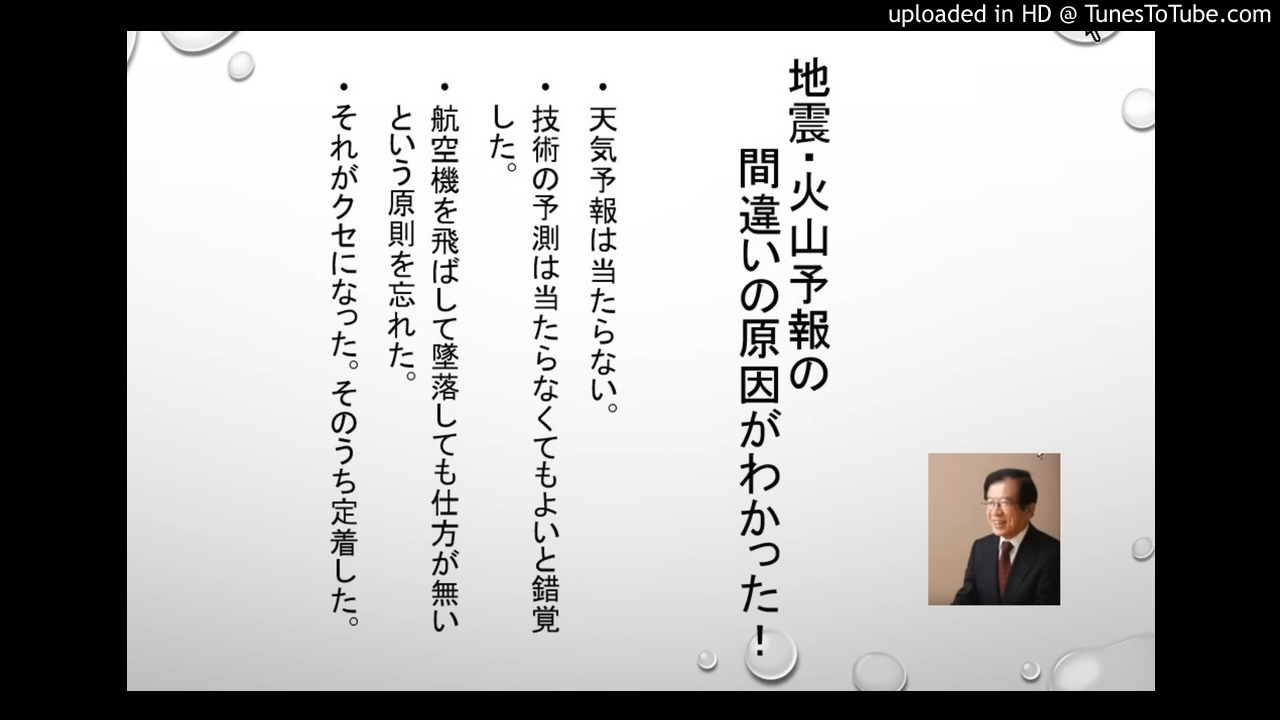 uploaded in HD @ TunesToTube.com
地震・火山予報の
間違いの原因がわかった！
・天気予報は当たらない。
・技術の予測は当たらなくてもよいと錯覚
した。
・航空機を飛ばして墜落しても仕方が無い
という原則を忘れた。
・それがクセになった。そのうち定着した。